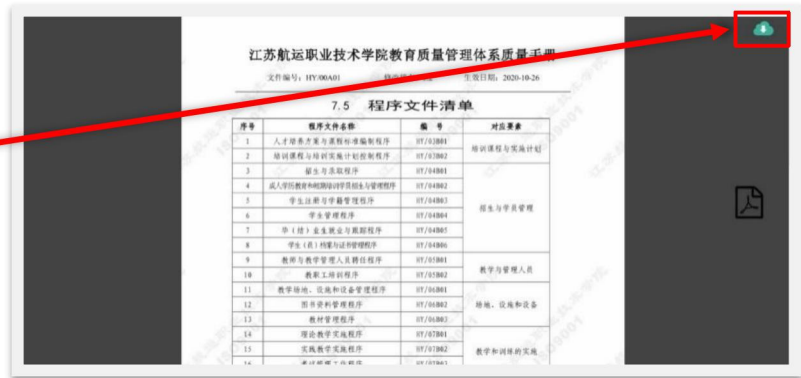 江苏航运职业技术学院教育质量管理体系质量手册
文件编号：HY/00A01 生效日期：2020-10-26
7.5 程序文件清单
序号 程序文件名称 编号 对应要素
1 人才培养方案与课程标准编制程序 HY/03B01 培训课程与实施计划
2 培训课程与培训实施计划控制程序 HY/03B02
3 招生与录取程序 HY/04B01 招生与学员管理
4 成人学历教育和短期培训学员招生与管理程序 HY/04B02
5 学生注册与学籍管理程序 HY/04B03
6 学生管理程序 HY/04B04
7 毕（结）业生就业与跟踪程序 HY/04B05
8 学生（员）档案与证书管理程序 HY/04B06
9 教师与教学管理人员聘任程序 HY/05B01 教学与管理人员
10 教职工培训程序 HY/05B02
11 教学场地、设施和设备管理程序 HY/06B01 场地、设施和设备
12 图书资料管理程序 HY/06B02
13 教材管理程序 HY/06B03
14 理论教学实施程序 HY/07B01 教学和训练的实施
15 实践教学实施程序 HY/07B02